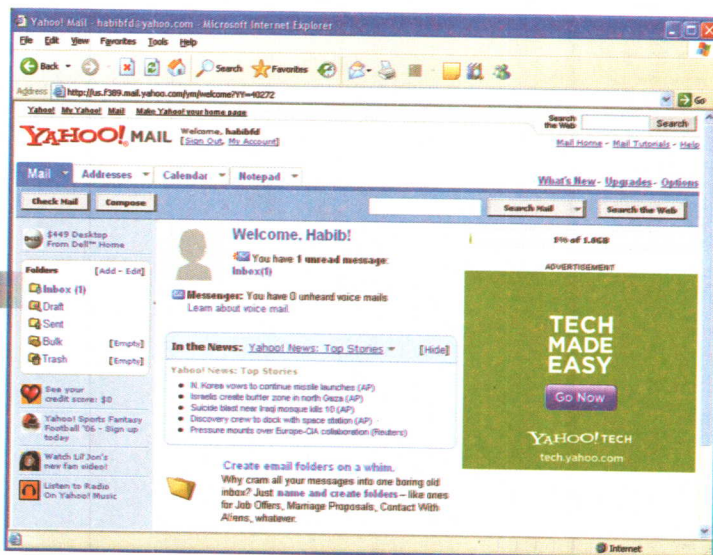 Yahoo! Mail - habibfd@yahoo.com - Microsoft Internet Explorer
File Edit View Favorites Tools Help
Back Search Favorites
Address http://us.f389.mail.yahoo.com/ym/welcome?YY=40272 Go
Yahoo! My Yahoo! Mail Make Yahoo! your home page
Search the Web Search
YAHOO! MAIL Welcome, habibfd
[Sign Out, My Account]
Mail Home - Mail Tutorials - Help
Mail Addresses Calendar Notepad
What's New - Upgrades - Options
Check Mail Compose Search Mail Search the Web
DELL $449 Desktop
From Dell™ Home
Folders [Add - Edit]
Inbox (1)
Draft
Sent
Bulk [Empty]
Trash [Empty]
See your
credit score: $0
Yahoo! Sports Fantasy
Football '06 - Sign up
today
Watch Lil' Jon's
new fan video!
Listen to Radio
On Yahoo! Music
Welcome, Habib!
You have 1 unread message:
Inbox(1)
Messenger: You have 0 unheard voice mails
Learn about voice mail
In the News: Yahoo! News: Top Stories [Hide]
Yahoo! News: Top Stories
N. Korea vows to continue missile launches (AP)
Israelis create butter zone in north Gaza (AP)
Suicide blast near Iraqi mosque kills 10 (AP)
Discovery crew to dock with space station (AP)
Pressure mounts over Europe-CIA collaboration (Reuters)
Create email folders on a whim.
Why cram all your messages into one boring old
inbox? Just name and create folders – like ones
for Job Offers, Marriage Proposals, Contact With
Aliens, whatever.
1% of 1.0GB
ADVERTISEMENT
TECH
MADE
EASY
Go Now
YAHOO! TECH
tech.yahoo.com
Internet